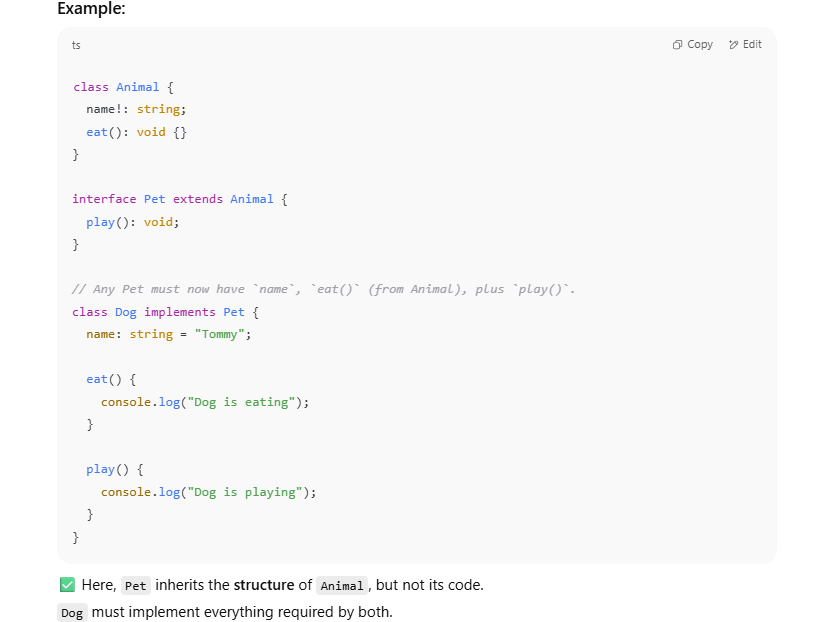 Example:
ts
Copy
Edit
class Animal {
  name!: string;
  eat(): void {}
}
interface Pet extends Animal {
  play(): void;
}
// Any Pet must now have `name`, `eat()` (from Animal), plus `play()`.
class Dog implements Pet {
  name: string = "Tommy";
  eat() {
    console.log("Dog is eating");
  }
  play() {
    console.log("Dog is playing");
  }
}
✅ Here, Pet inherits the structure of Animal, but not its code.
Dog must implement everything required by both.